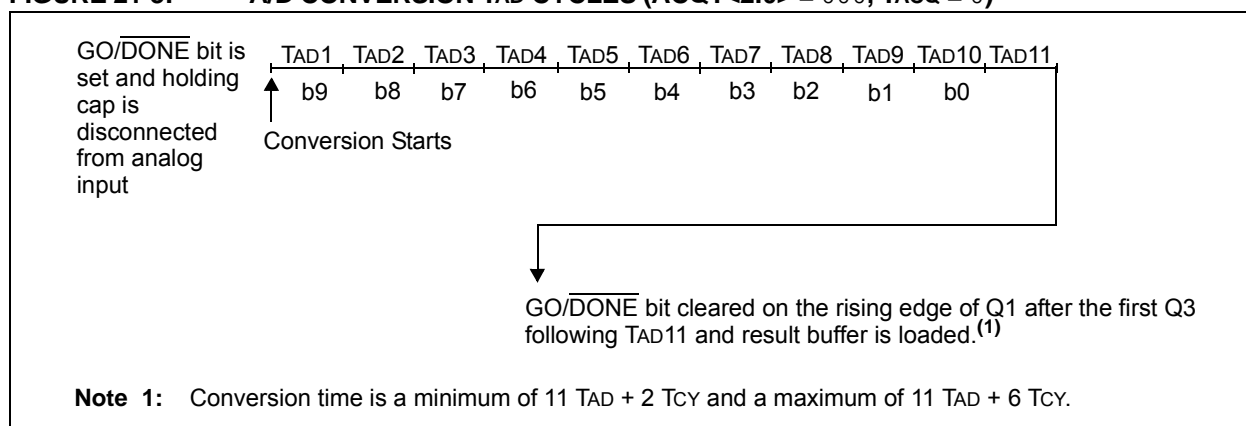 A/D CONVERSION TAD CYCLES
GO/DONE bit is
set and holding
cap is
disconnected
from analog
input
TAD1 TAD2 TAD3 TAD4 TAD5 TAD6 TAD7 TAD8 TAD9 TAD10 TAD11
b9 b8 b7 b6 b5 b4 b3 b2 b1 b0
Conversion Starts
GO/DONE bit cleared on the rising edge of Q1 after the first Q3
following TAD11 and result buffer is loaded.(1)
Note 1: Conversion time is a minimum of 11 TAD + 2 TCY and a maximum of 11 TAD + 6 TCY.